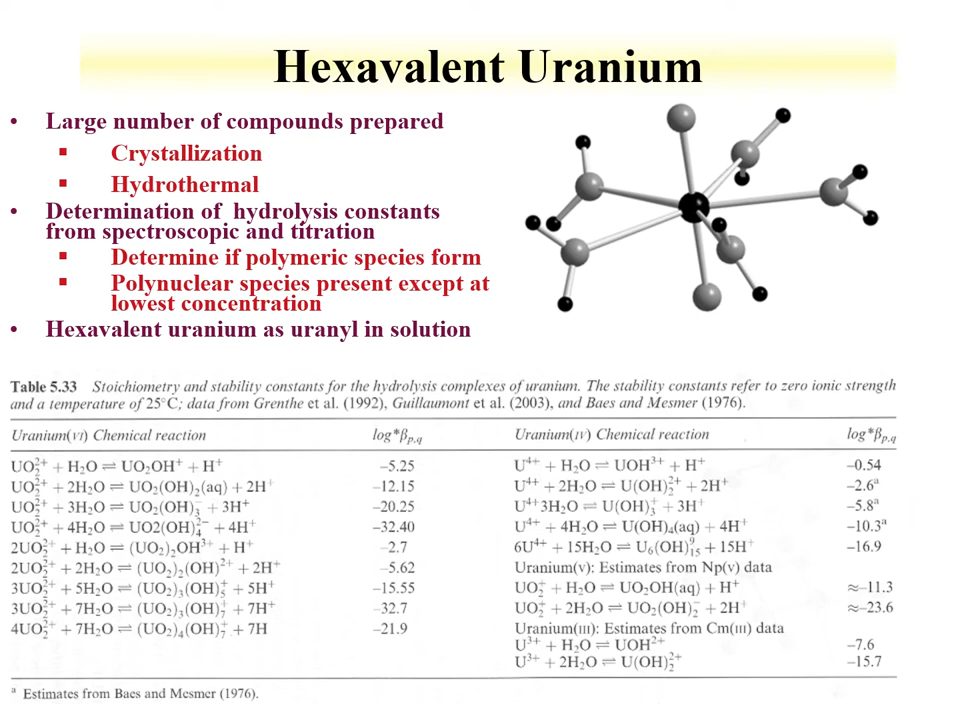 Hexavalent Uranium
• Large number of compounds prepared
▪ Crystallization
▪ Hydrothermal
• Determination of hydrolysis constants
from spectroscopic and titration
▪ Determine if polymeric species form
▪ Polynuclear species present except at
lowest concentration
• Hexavalent uranium as uranyl in solution
Table 5.33 Stoichiometry and stability constants for the hydrolysis complexes of uranium. The stability constants refer to zero ionic strength
and a temperature of 25°C; data from Grenthe et al. (1992), Guillaumont et al. (2003), and Baes and Mesmer (1976).
Uranium(VI) Chemical reaction log*βp,q Uranium(IV) Chemical reaction log*βp,q
UO₂²⁺ + H₂O ⇌ UO₂OH⁺ + H⁺ –5.25 U⁴⁺ + H₂O ⇌ UOH³⁺ + H⁺ –0.54
UO₂²⁺ + 2H₂O ⇌ UO₂(OH)₂(aq) + 2H⁺ –12.15 U⁴⁺ + 2H₂O ⇌ U(OH)₂²⁺ + 2H⁺ –2.6ᵃ
UO₂²⁺ + 3H₂O ⇌ UO₂(OH)₃⁻ + 3H⁺ –20.25 U⁴⁺ 3H₂O ⇌ U(OH)₃⁺ + 3H⁺ –5.8ᵃ
UO₂²⁺ + 4H₂O ⇌ UO2(OH)₄²⁻ + 4H⁺ –32.40 U⁴⁺ + 4H₂O ⇌ U(OH)₄(aq) + 4H⁺ –10.3ᵃ
2UO₂²⁺ + H₂O ⇌ (UO₂)₂OH³⁺ + H⁺ –2.7 6U⁴⁺ + 15H₂O ⇌ U₆(OH)₁₅⁹ + 15H⁺ –16.9
2UO₂²⁺ + 2H₂O ⇌ (UO₂)₂(OH)²⁺ + 2H⁺ –5.62 Uranium(V): Estimates from Np(V) data
3UO₂²⁺ + 5H₂O ⇌ (UO₂)₃(OH)₅⁺ + 5H⁺ –15.55 UO₂⁺ + H₂O ⇌ UO₂OH(aq) + H⁺ ≈–11.3
3UO₂²⁺ + 7H₂O ⇌ (UO₂)₃(OH)₇⁺ + 7H⁺ –32.7 UO₂⁺ + 2H₂O ⇌ UO₂(OH)₂⁻ + 2H⁺ ≈–23.6
4UO₂²⁺ + 7H₂O ⇌ (UO₂)₄(OH)₇⁺ + 7H –21.9 Uranium(III): Estimates from Cm(III) data
U³⁺ + H₂O ⇌ UOH²⁺ –7.6
U³⁺ + 2H₂O ⇌ U(OH)₂²⁺ –15.7
ᵃ Estimates from Baes and Mesmer (1976).